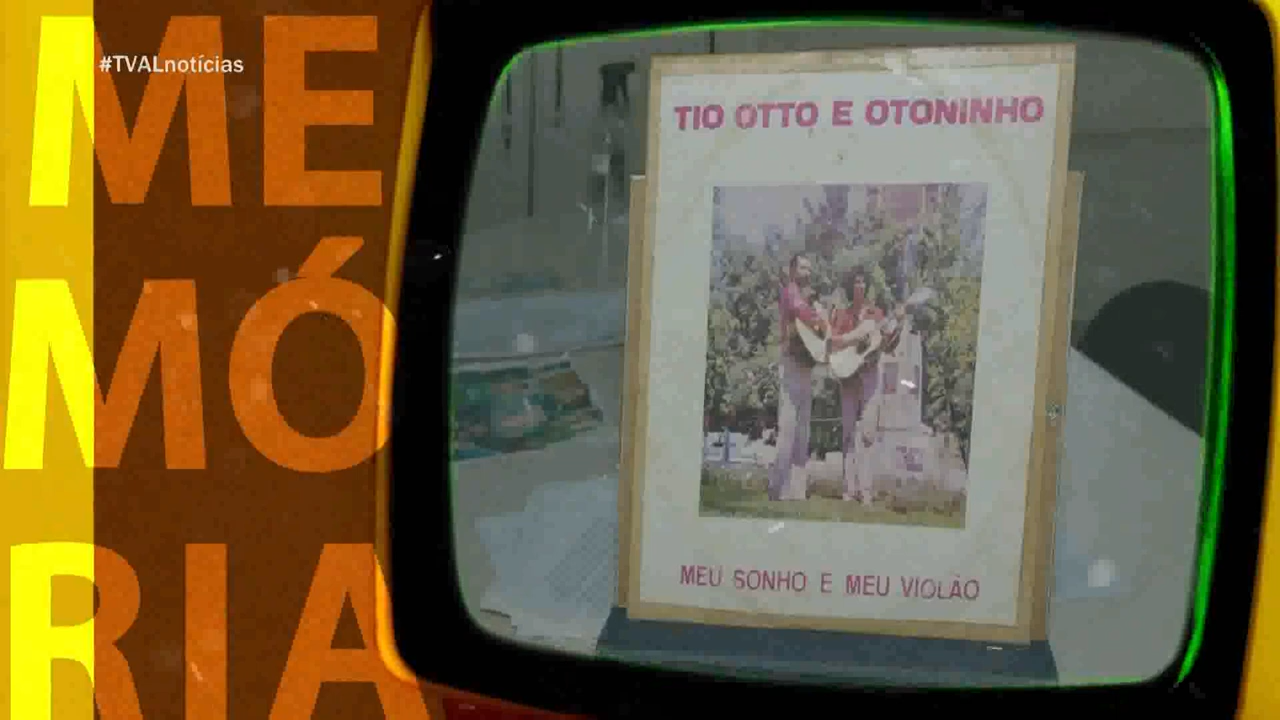 #TVALnotícias
ME
MÓ
RIA
TIO OTTO E OTONINHO
MEU SONHO E MEU VIOLÃO